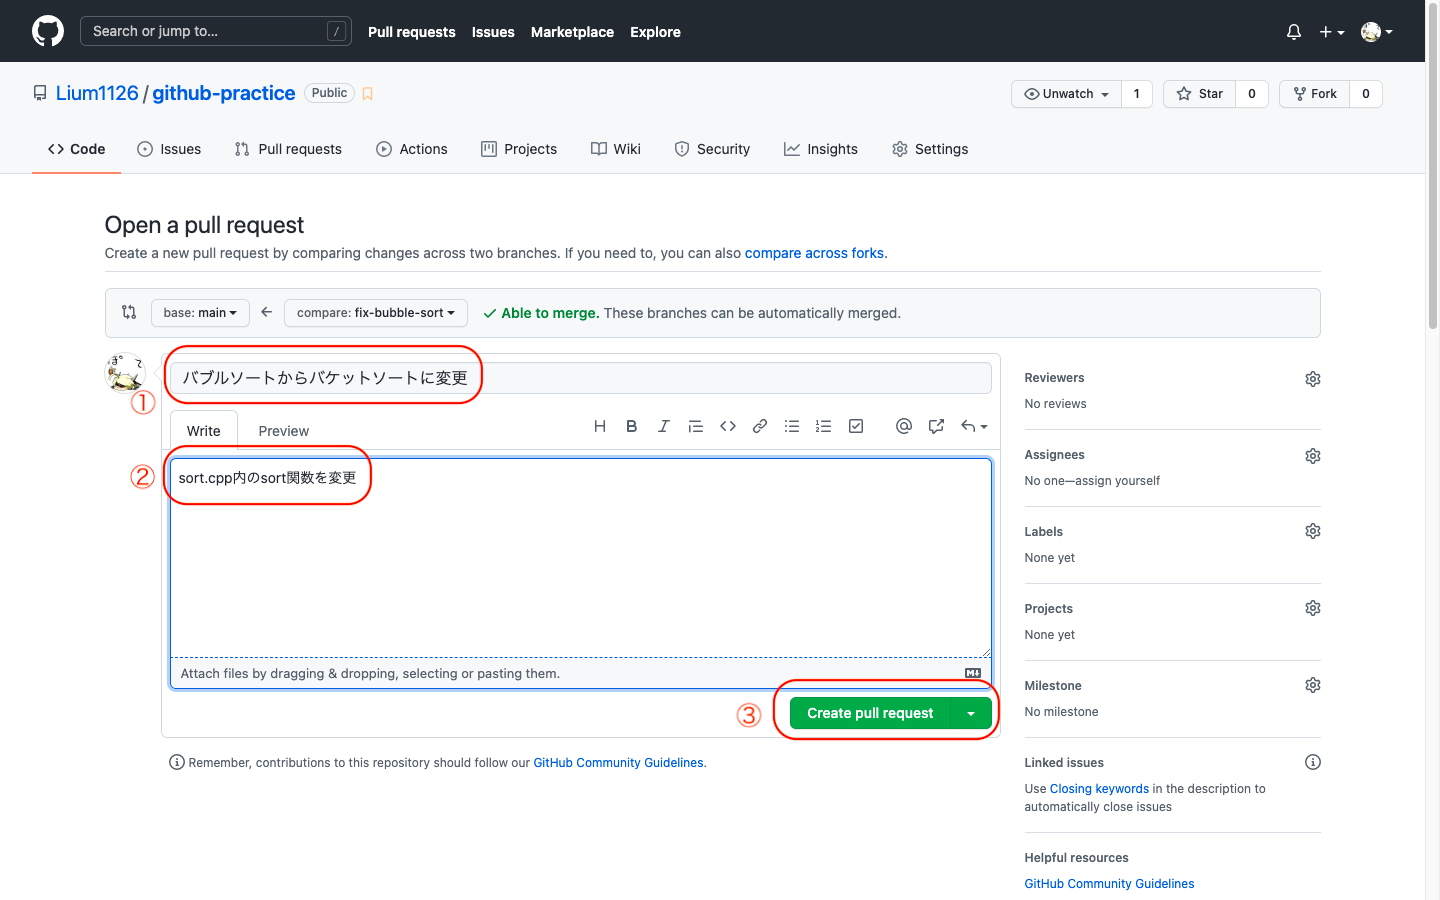 Search or jump to... /
Pull requests Issues Marketplace Explore
Lium1126 / github-practice Public
Unwatch 1 Star 0 Fork 0
Code Issues Pull requests Actions Projects Wiki Security Insights Settings
Open a pull request
Create a new pull request by comparing changes across two branches. If you need to, you can also compare across forks.
base: main ← compare: fix-bubble-sort ✓ Able to merge. These branches can be automatically merged.
① バブルソートからバケットソートに変更
Write Preview
② sort.cpp内のsort関数を変更
Attach files by dragging & dropping, selecting or pasting them.
③ Create pull request
Remember, contributions to this repository should follow our GitHub Community Guidelines.
Reviewers
No reviews
Assignees
No one—assign yourself
Labels
None yet
Projects
None yet
Milestone
No milestone
Linked issues
Use Closing keywords in the description to
automatically close issues
Helpful resources
GitHub Community Guidelines